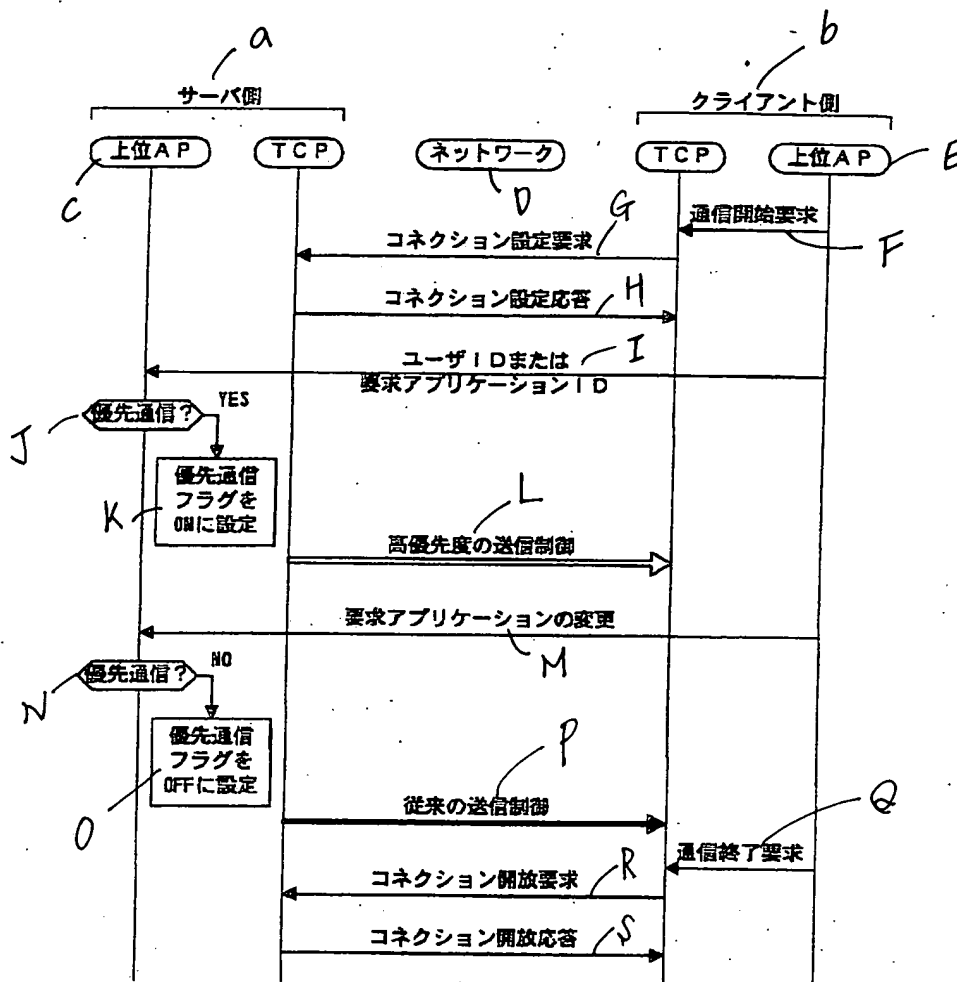 a
b
サーバ側
クライアント側
上位AP
TCP
ネットワーク
TCP
上位AP
C
D
E
通信開始要求
F
コネクション設定要求
G
コネクション設定応答
H
ユーザIDまたは
要求アプリケーションID
I
優先通信?
YES
J
優先通信
フラグを
ONに設定
K
高優先度の送信制御
L
要求アプリケーションの変更
M
優先通信?
NO
N
優先通信
フラグを
OFFに設定
O
従来の送信制御
P
通信終了要求
Q
コネクション開放要求
R
コネクション開放応答
S